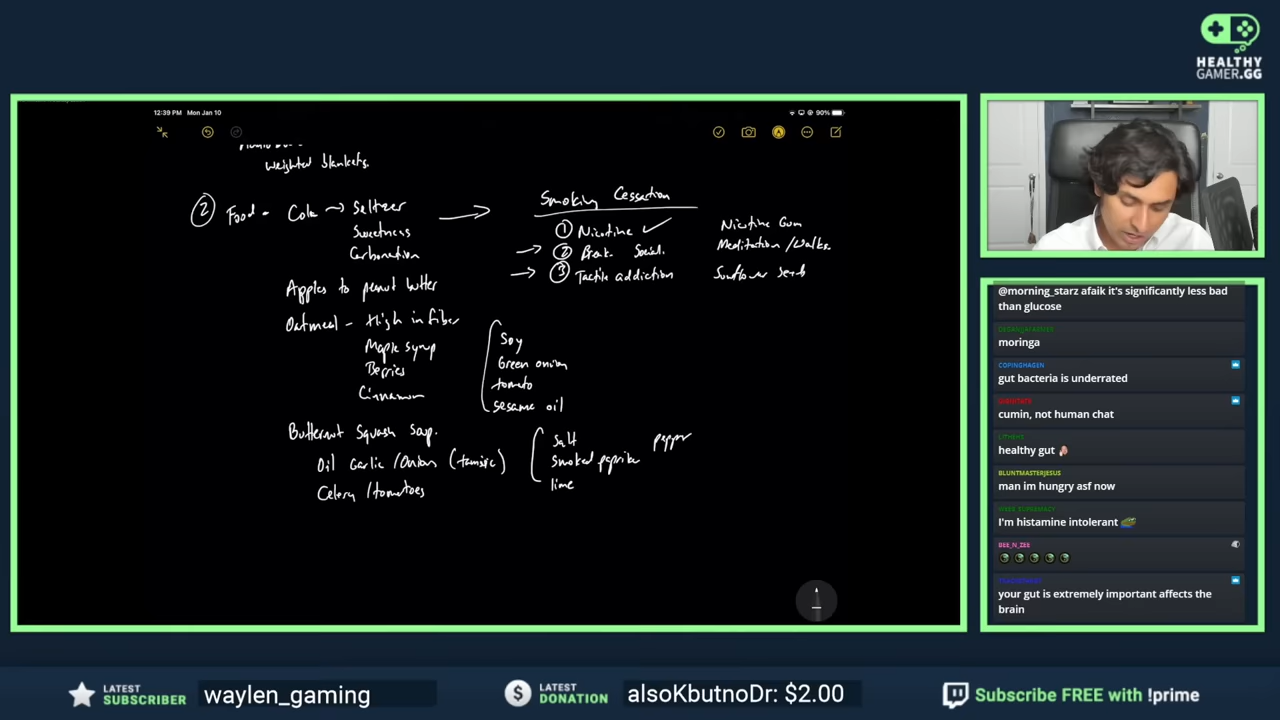 HEALTHY
GAMER.GG
12:39 PM Mon Jan 10
90%
weighted blankets.
2 Food - Cola → Seltzer
Sweetness
Carbonation
Smoking Cessation
1 Nicotine ✓ Nicotine Gum
→ 2 Break Social. Meditation / Walks
→ 3 Tactile addiction Sunflower seeds
Apples to peanut butter
Oatmeal - High in fiber
Maple syrup
Berries
Cinnamon
Soy
Green onion
tomato
sesame oil
Butternut Squash Soup.
Oil Garlic / Onion
Celery / tomatoes
Salt pepper
Smoked paprika
lime
@morning_starz afaik it's significantly less bad
than glucose
moringa
COPINGHAGEN
gut bacteria is underrated
cumin, not human chat
healthy gut
BLUNTMASTERJESUS
man im hungry asf now
I'm histamine intolerant
BEE_N_ZEE
your gut is extremely important affects the
brain
LATEST
SUBSCRIBER
waylen_gaming
LATEST
DONATION
alsoKbutnoDr: $2.00
Subscribe FREE with !prime